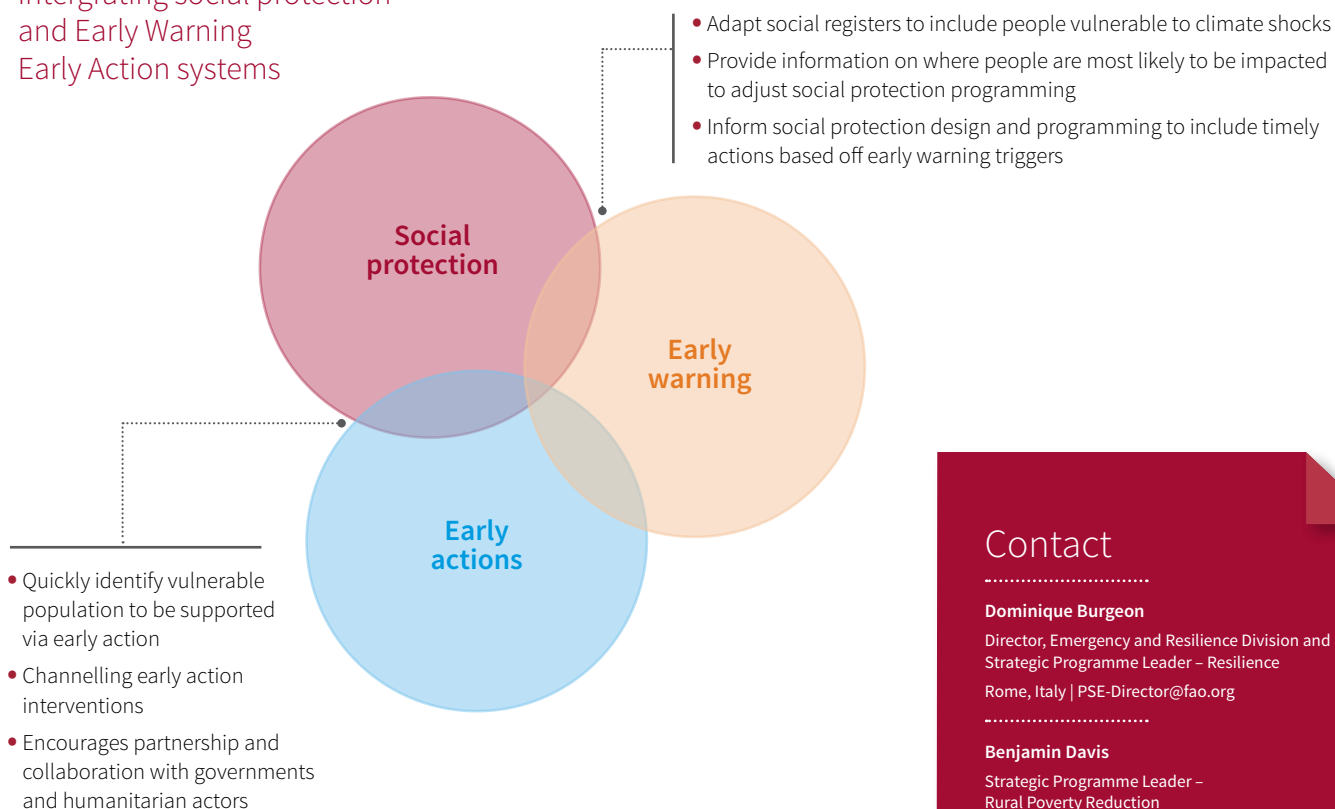 Intergrating social protection
and Early Warning
Early Action systems
• Adapt social registers to include people vulnerable to climate shocks
• Provide information on where people are most likely to be impacted
to adjust social protection programming
• Inform social protection design and programming to include timely
actions based off early warning triggers
Social
protection
Early
warning
Early
actions
• Quickly identify vulnerable
population to be supported
via early action
• Channelling early action
interventions
• Encourages partnership and
collaboration with governments
and humanitarian actors
Contact
Dominique Burgeon
Director, Emergency and Resilience Division and
Strategic Programme Leader – Resilience
Rome, Italy | PSE-Director@fao.org
Benjamin Davis
Strategic Programme Leader –
Rural Poverty Reduction